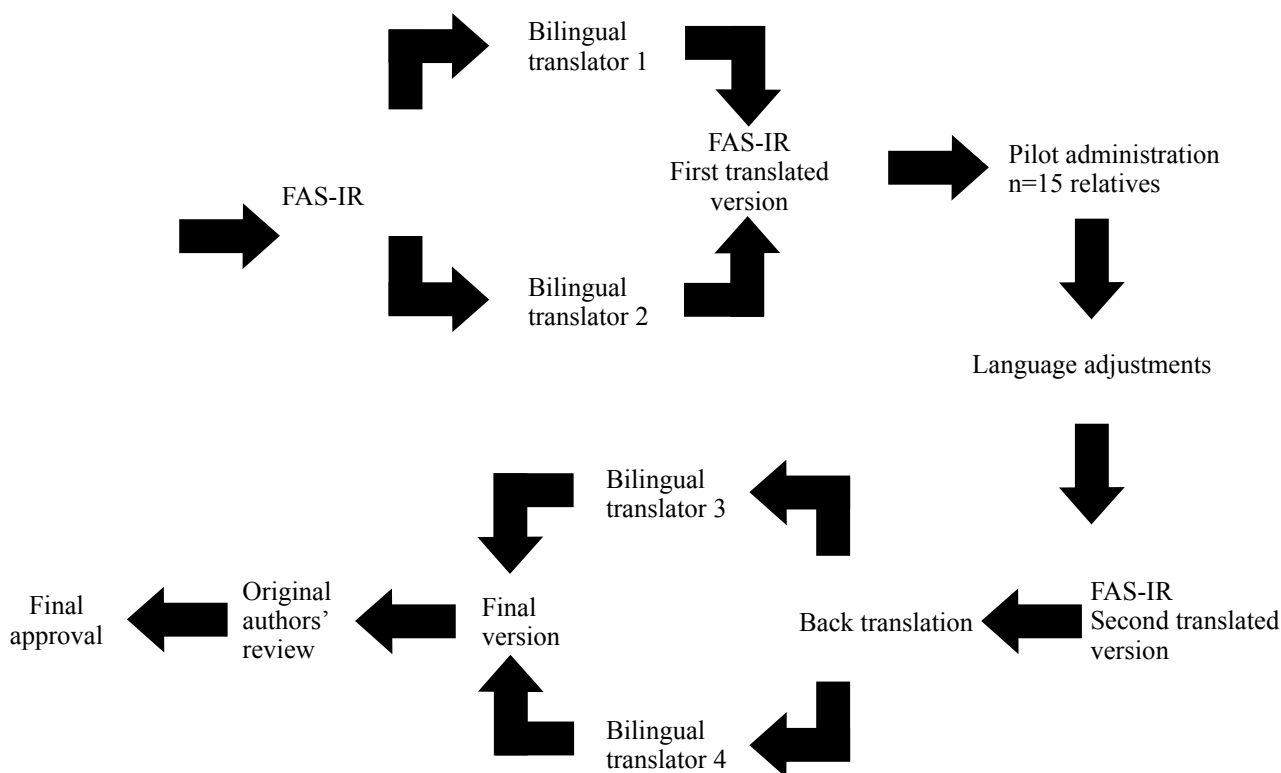 Bilingual
translator 1
FAS-IR
First translated
version
Pilot administration
n=15 relatives
FAS-IR
Bilingual
translator 2
Language adjustments
Bilingual
translator 3
FAS-IR
Second translated
version
Back translation
Final
version
Original
authors’
review
Final
approval
Bilingual
translator 4